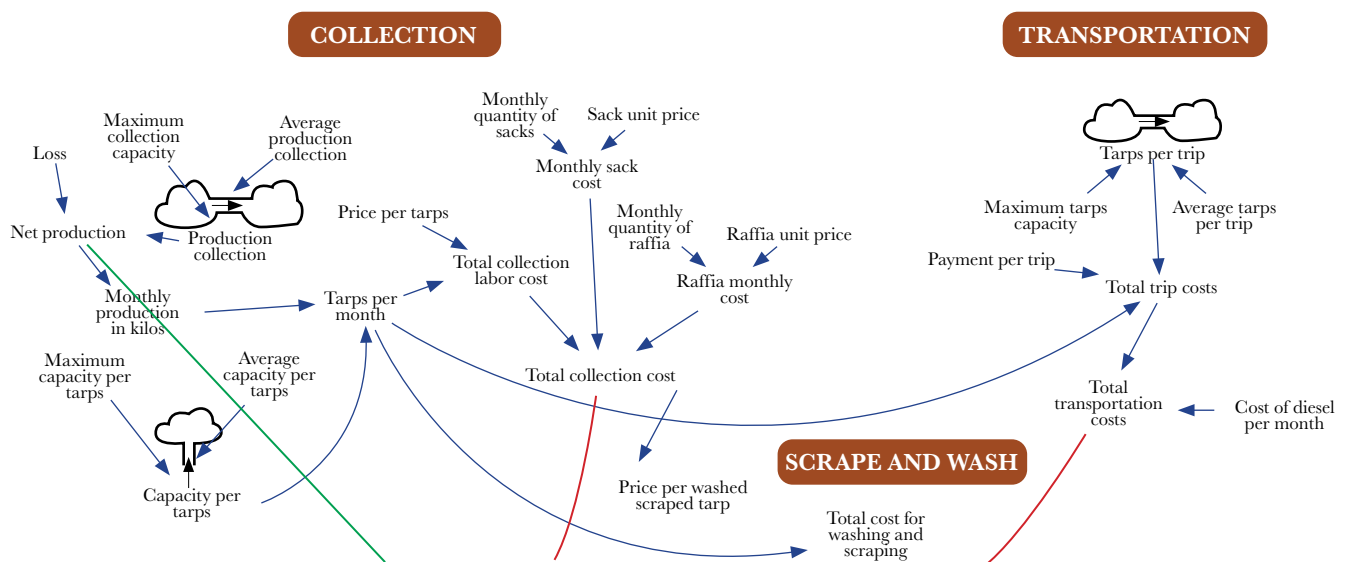 COLLECTION
TRANSPORTATION
Monthly
quantity of
sacks
Sack unit price
Maximum
collection
capacity
Average
production
collection
Loss
Monthly sack
cost
Tarps per trip
Net production
Production
collection
Price per tarps
Monthly
quantity of
raffia
Raffia unit price
Maximum tarps
capacity
Average tarps
per trip
Total collection
labor cost
Raffia monthly
cost
Payment per trip
Total trip costs
Monthly
production
in kilos
Tarps per
month
Maximum
capacity per
tarps
Average
capacity per
tarps
Total collection cost
Total
transportation
costs
Cost of diesel
per month
SCRAPE AND WASH
Capacity per
tarps
Price per washed
scraped tarp
Total cost for
washing and
scraping